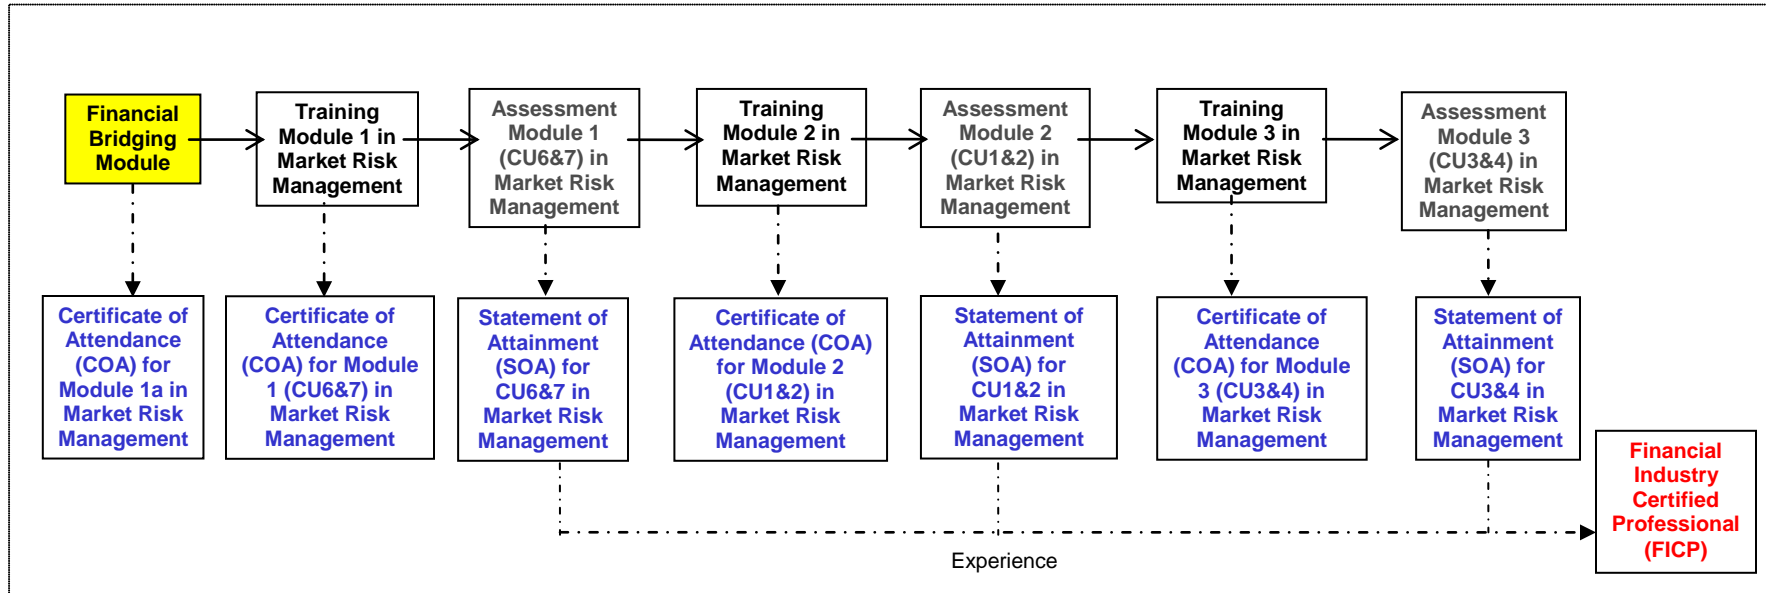 Financial
Bridging
Module
Training
Module 1 in
Market Risk
Management
Assessment
Module 1
(CU6&7) in
Market Risk
Management
Training
Module 2 in
Market Risk
Management
Assessment
Module 2
(CU1&2) in
Market Risk
Management
Training
Module 3 in
Market Risk
Management
Assessment
Module 3
(CU3&4) in
Market Risk
Management
Certificate of
Attendance
(COA) for
Module 1a in
Market Risk
Management
Certificate of
Attendance
(COA) for Module
1 (CU6&7) in
Market Risk
Management
Statement of
Attainment
(SOA) for
CU6&7 in
Market Risk
Management
Certificate of
Attendance (COA)
for Module 2
(CU1&2) in
Market Risk
Management
Statement of
Attainment
(SOA) for
CU1&2 in
Market Risk
Management
Certificate of
Attendance
(COA) for Module
3 (CU3&4) in
Market Risk
Management
Statement of
Attainment
(SOA) for
CU3&4 in
Market Risk
Management
Financial
Industry
Certified
Professional
(FICP)
Experience